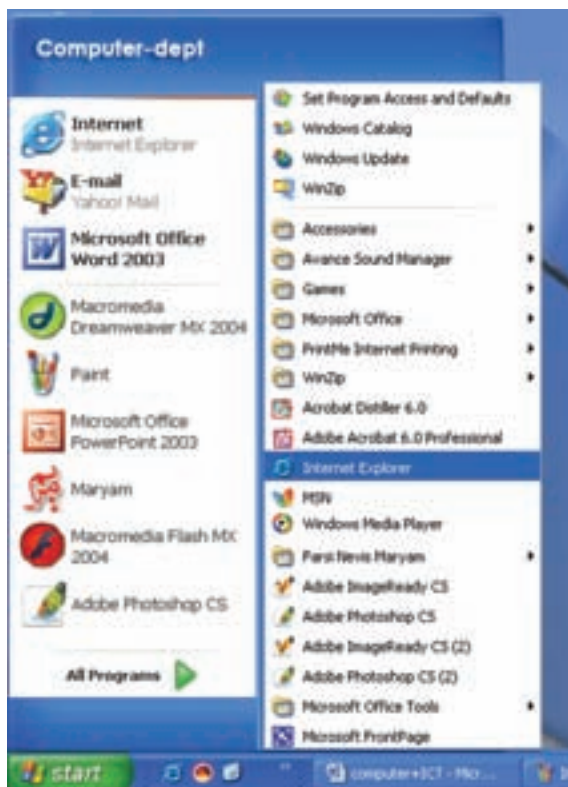 Computer-dept
Internet
Internet Explorer
E-mail
Yahoo! Mail
Microsoft Office
Word 2003
Macromedia
Dreamweaver MX 2004
Paint
Microsoft Office
PowerPoint 2003
Maryam
Macromedia Flash MX
2004
Adobe Photoshop CS
All Programs
Set Program Access and Defaults
Windows Catalog
Windows Update
WinZip
Accessories
Avance Sound Manager
Games
Microsoft Office
PrintMe Internet Printing
WinZip
Acrobat Distiller 6.0
Adobe Acrobat 6.0 Professional
Internet Explorer
MSN
Windows Media Player
Parsi Nevis Maryam
Adobe ImageReady CS
Adobe Photoshop CS
Adobe ImageReady CS (2)
Adobe Photoshop CS (2)
Microsoft Office Tools
Microsoft FrontPage
start
computer+ICT - Mic...